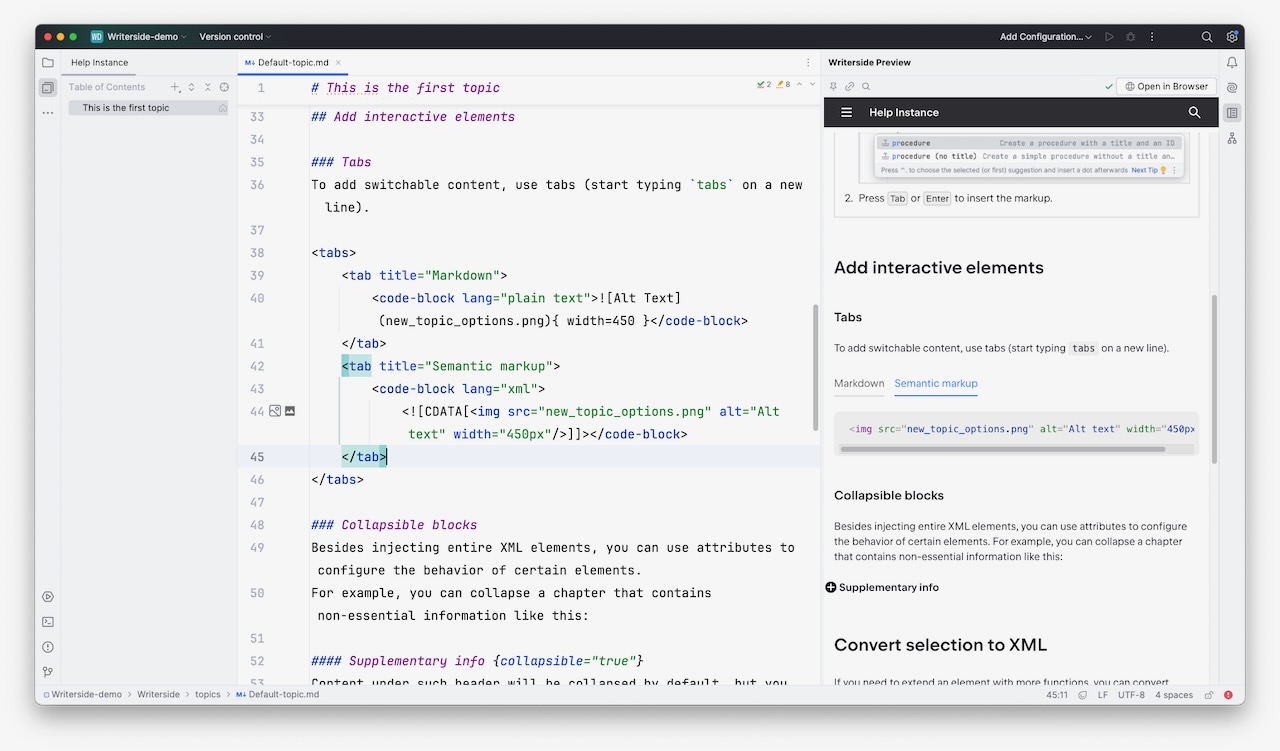 WD Writerside-demo Version control Add Configuration...
Help Instance
Table of Contents
This is the first topic
M↓ Default-topic.md
1 # This is the first topic
2 8
33 ## Add interactive elements
34
35 ### Tabs
36 To add switchable content, use tabs (start typing `tabs` on a new
line).
37
38 <tabs>
39 <tab title="Markdown">
40 <code-block lang="plain text">![Alt Text]
(new_topic_options.png){ width=450 }</code-block>
41 </tab>
42 <tab title="Semantic markup">
43 <code-block lang="xml">
44 <![CDATA[<img src="new_topic_options.png" alt="Alt
text" width="450px"/>]]></code-block>
45 </tab>
46 </tabs>
47
48 ### Collapsible blocks
49 Besides injecting entire XML elements, you can use attributes to
configure the behavior of certain elements.
50 For example, you can collapse a chapter that contains
non-essential information like this:
51
52 #### Supplementary info {collapsible="true"}
53 Content under such header will be collapsed by default, but you
Writerside Preview
Open in Browser
Help Instance
procedure Create a procedure with a title and an ID
procedure (no title) Create a simple procedure without a title an...
Press ^. to choose the selected (or first) suggestion and insert a dot afterwards Next Tip
2. Press Tab or Enter to insert the markup.
Add interactive elements
Tabs
To add switchable content, use tabs (start typing tabs on a new line).
Markdown Semantic markup
<img src="new_topic_options.png" alt="Alt text" width="450px
Collapsible blocks
Besides injecting entire XML elements, you can use attributes to configure
the behavior of certain elements. For example, you can collapse a chapter
that contains non-essential information like this:
Supplementary info
Convert selection to XML
If you need to extend an element with more functions, you can convert
Writerside-demo > Writerside > topics > M↓ Default-topic.md
45:11 LF UTF-8 4 spaces